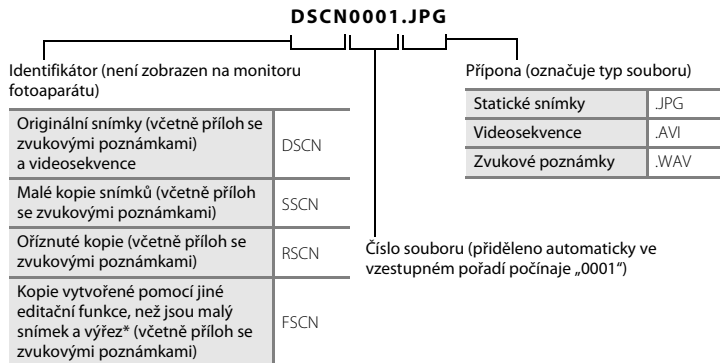 DSCN0001.JPG
Identifikátor (není zobrazen na monitoru
fotoaparátu)
Originální snímky (včetně příloh se
zvukovými poznámkami)
a videosekvence
DSCN
Malé kopie snímků (včetně příloh
se zvukovými poznámkami)
SSCN
Oříznuté kopie (včetně příloh se
zvukovými poznámkami)
RSCN
Kopie vytvořené pomocí jiné
editační funkce, než jsou malý
snímek a výřez* (včetně příloh se
zvukovými poznámkami)
FSCN
Přípona (označuje typ souboru)
Statické snímky .JPG
Videosekvence .AVI
Zvukové poznámky .WAV
Číslo souboru (přiděleno automaticky ve
vzestupném pořadí počínaje „0001“)